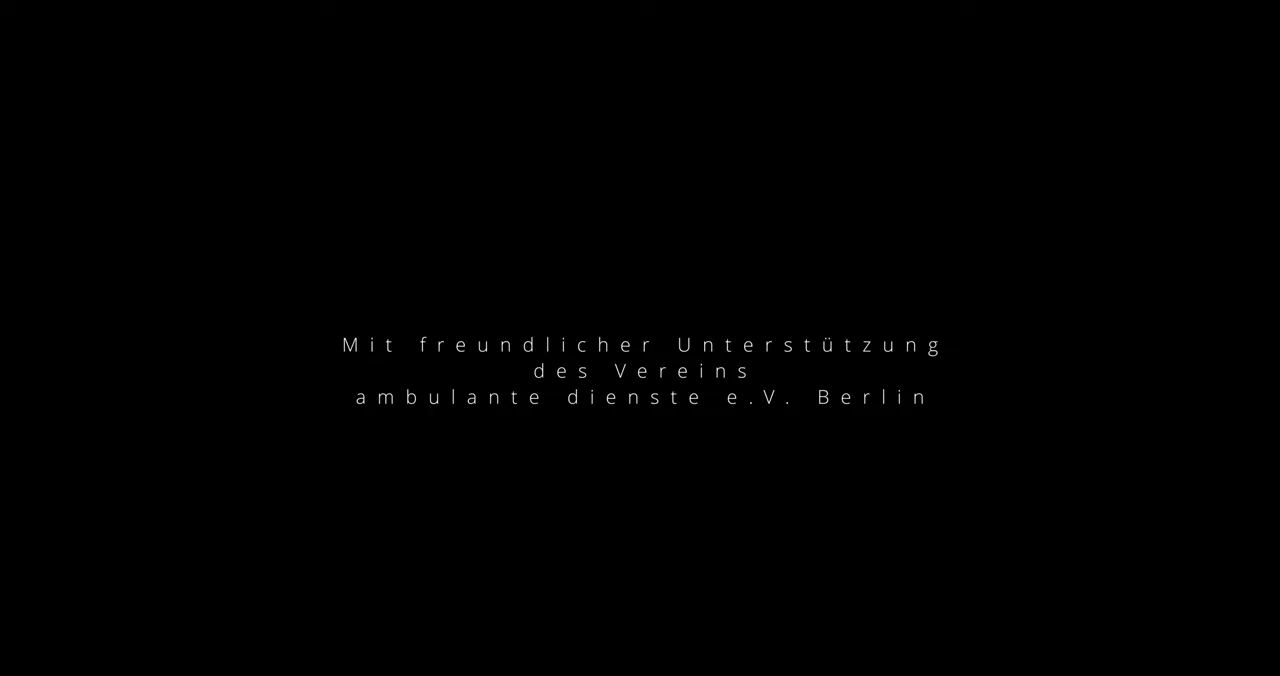 Mit freundlicher Unterstützung
des Vereins
ambulante dienste e.V. Berlin